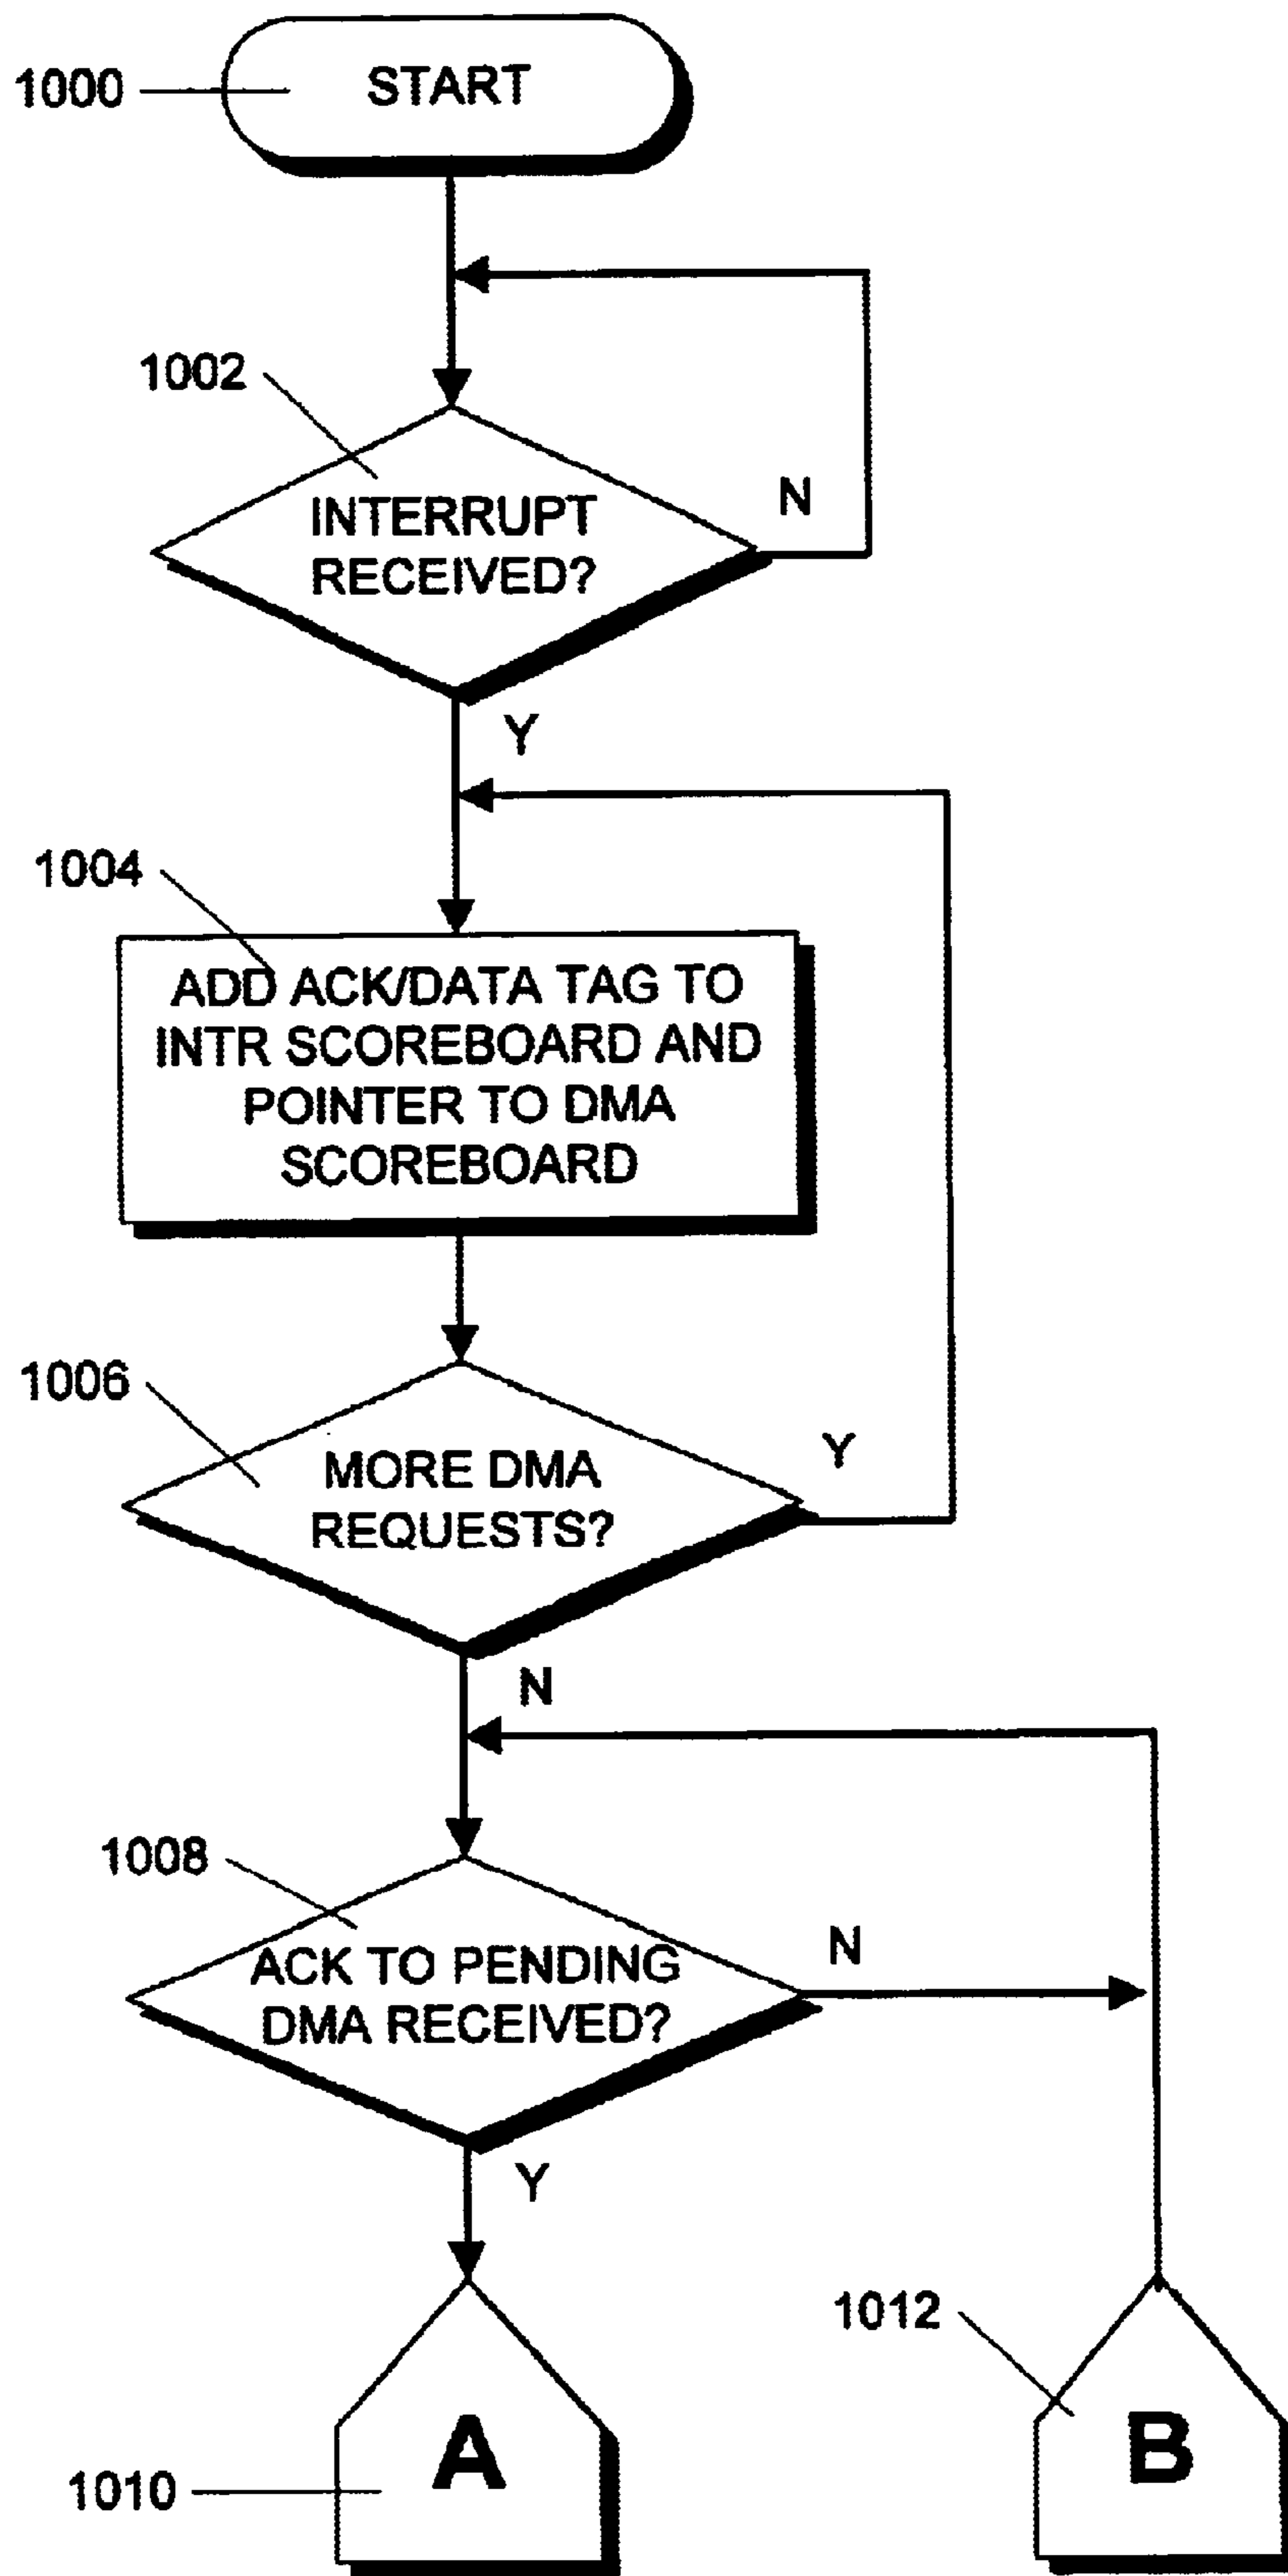 1000
START
1002
INTERRUPT
RECEIVED?
N
Y
1004
ADD ACK/DATA TAG TO
INTR SCOREBOARD AND
POINTER TO DMA
SCOREBOARD
1006
MORE DMA
REQUESTS?
Y
N
1008
ACK TO PENDING
DMA RECEIVED?
N
Y
1012
A
B
1010